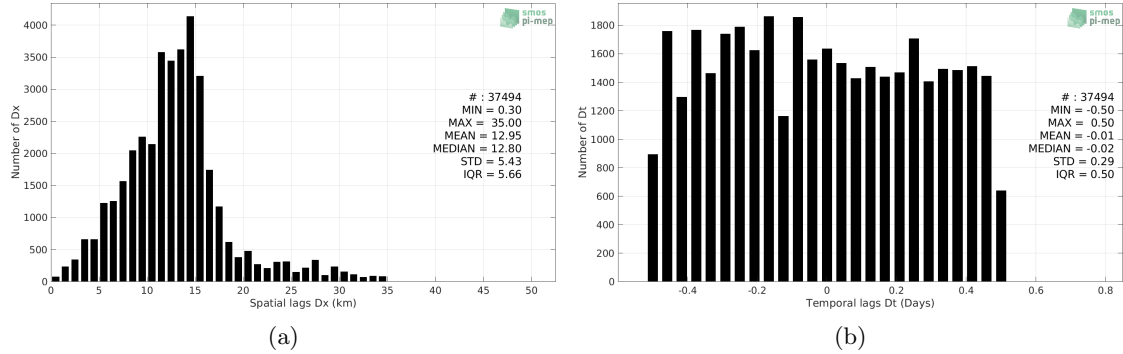 smos
pi-mep
4000
3500
3000
2500
2000
1500
1000
500
0
Number of Dx
# : 37494
MIN = 0.30
MAX = 35.00
MEAN = 12.95
MEDIAN = 12.80
STD = 5.43
IQR = 5.66
0 5 10 15 20 25 30 35 40 45 50
Spatial lags Dx (km)
(a)
smos
pi-mep
1800
1600
1400
1200
1000
800
600
400
200
0
Number of Dt
# : 37494
MIN = -0.50
MAX = 0.50
MEAN = -0.01
MEDIAN = -0.02
STD = 0.29
IQR = 0.50
-0.4 -0.2 0 0.2 0.4 0.6 0.8
Temporal lags Dt (Days)
(b)